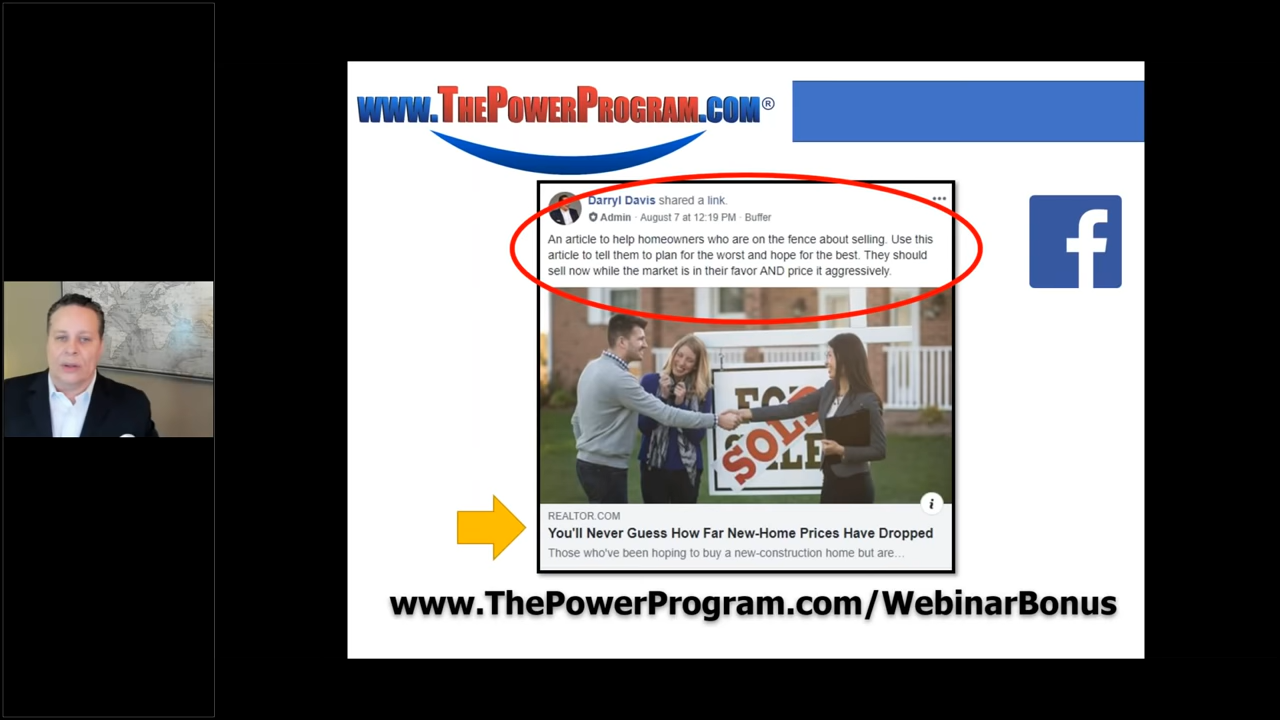 www.ThePowerProgram.com®
Darryl Davis shared a link.
Admin · August 7 at 12:19 PM · Buffer
An article to help homeowners who are on the fence about selling. Use this
article to tell them to plan for the worst and hope for the best. They should
sell now while the market is in their favor AND price it aggressively.
FOR
SALE
SOLD
i
REALTOR.COM
You'll Never Guess How Far New-Home Prices Have Dropped
Those who've been hoping to buy a new-construction home but are…
www.ThePowerProgram.com/WebinarBonus